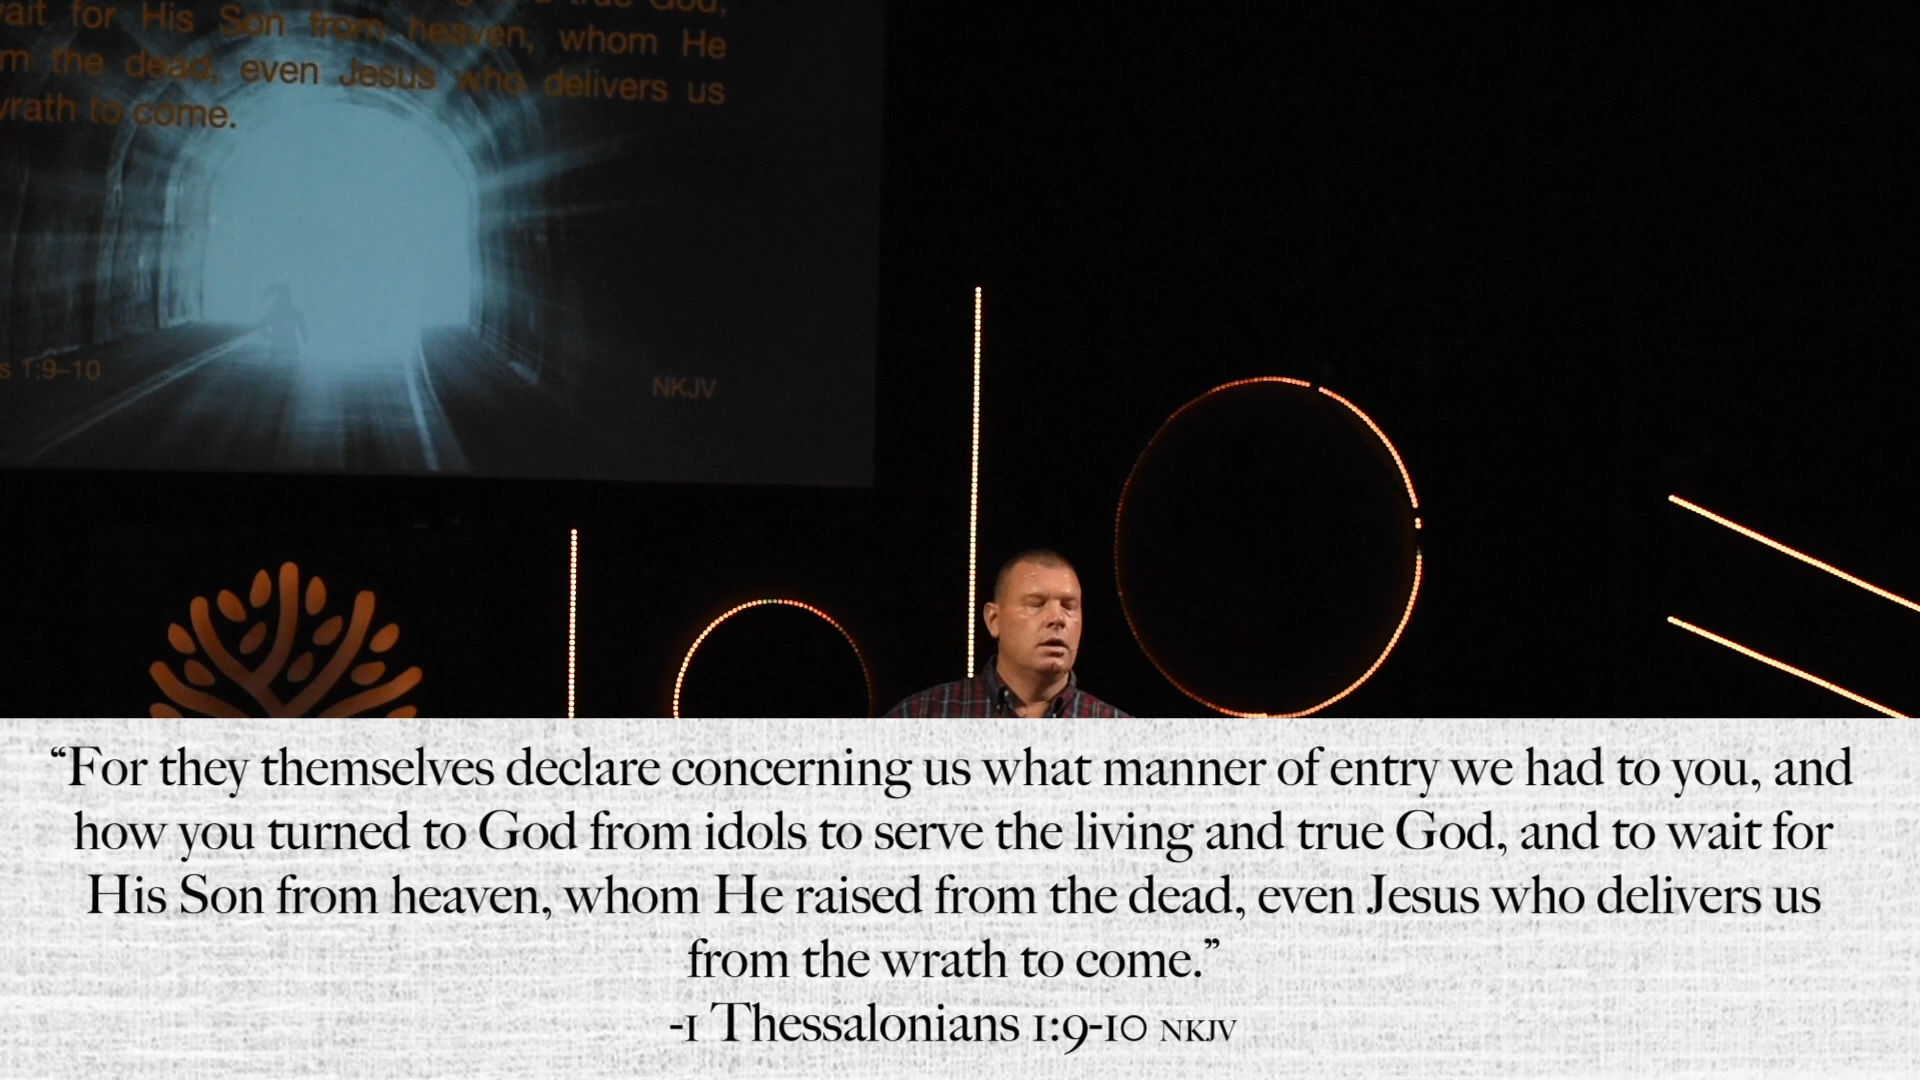 true God,
wait for His Son from heaven, whom He
the dead, even Jesus who delivers us
wrath to come.
1:9–10
NKJV
“For they themselves declare concerning us what manner of entry we had to you, and
how you turned to God from idols to serve the living and true God, and to wait for
His Son from heaven, whom He raised from the dead, even Jesus who delivers us
from the wrath to come.”
-1 Thessalonians 1:9-10 NKJV